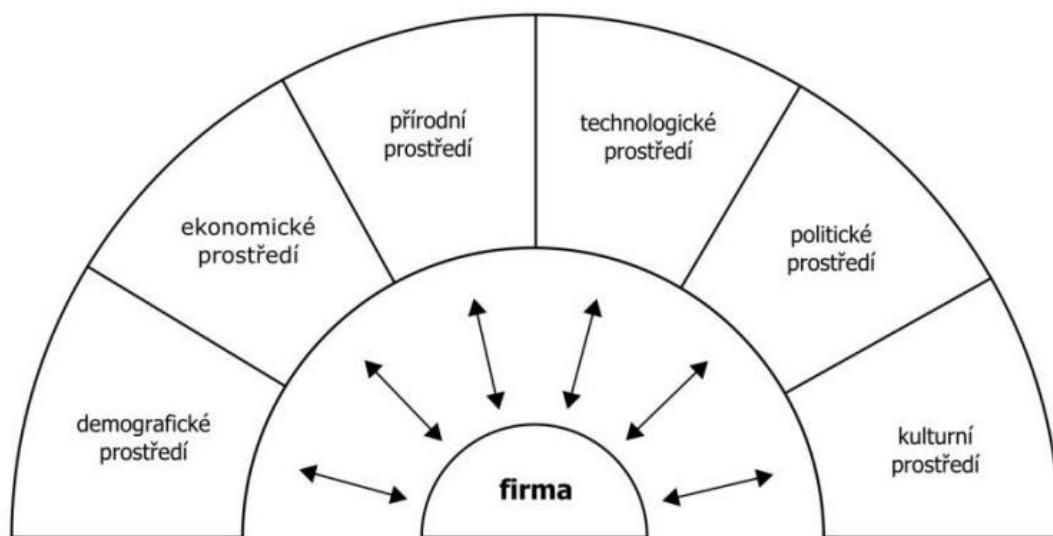 přírodní
prostředí
technologické
prostředí
ekonomické
prostředí
politické
prostředí
demografické
prostředí
kulturní
prostředí
firma